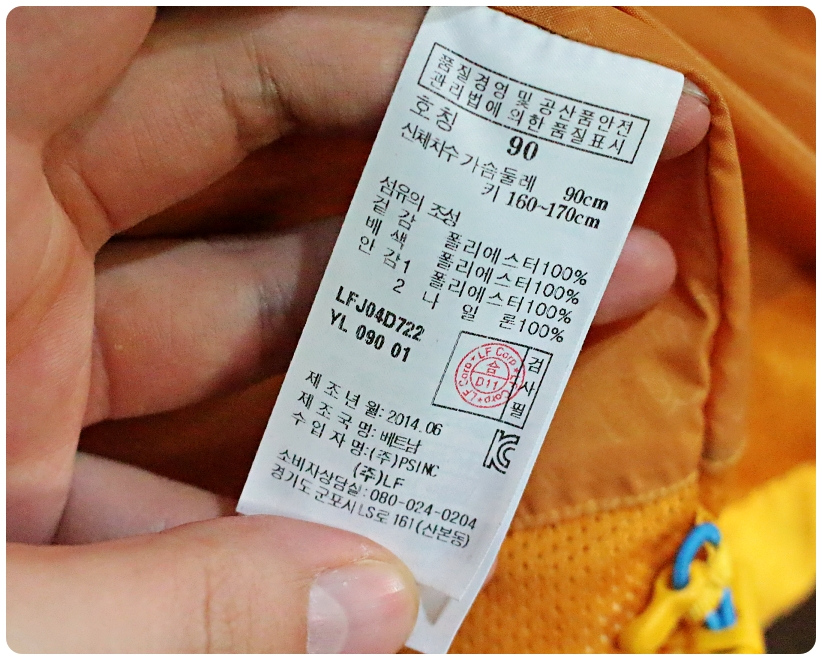 품질경영 및 공산품안전
관리법에 의한 품질표시
호칭 90
신체치수 가슴둘레 90cm
키 160~170cm
섬유의 조성
겉 감 폴리에스터100%
배 색 폴리에스터100%
안 감1 폴리에스터100%
2 나 일 론100%
LFJ04D722
YL 090 01
검사필
LF Corp
합
D11
LF Corp
제 조 년 월:2014.06
제 조 국 명:베트남
수 입 자 명:(주)PSINC
(주)LF
소비자상담실:080-024-0204
경기도 군포시 LS로 161(산본동)